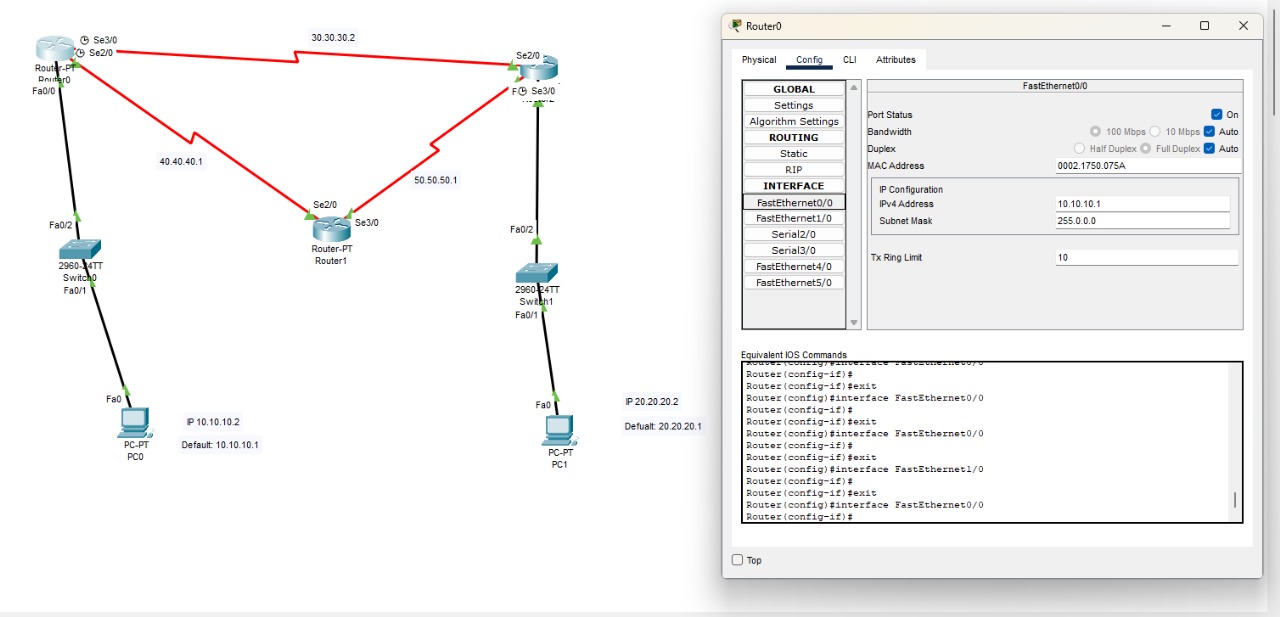 30.30.30.2
Se3/0
Se2/0
Router-PT
Router0
Fa0/0
Se2/0
Se3/0
40.40.40.1
50.50.50.1
Se2/0
Se3/0
Router-PT
Router1
Fa0/2
2960-24TT
Switch0
Fa0/1
Fa0/2
2960-24TT
Switch1
Fa0/1
Fa0
PC-PT
PC0
IP 10.10.10.2
Default: 10.10.10.1
Fa0
PC-PT
PC1
IP 20.20.20.2
Defualt: 20.20.20.1
Router0
Physical Config CLI Attributes
GLOBAL
Settings
Algorithm Settings
ROUTING
Static
RIP
INTERFACE
FastEthernet0/0
FastEthernet1/0
Serial2/0
Serial3/0
FastEthernet4/0
FastEthernet5/0
FastEthernet0/0
Port Status On
Bandwidth 100 Mbps 10 Mbps Auto
Duplex Half Duplex Full Duplex Auto
MAC Address 0002.1750.075A
IP Configuration
IPv4 Address 10.10.10.1
Subnet Mask 255.0.0.0
Tx Ring Limit 10
Equivalent IOS Commands
Router(config)#interface FastEthernet0/0
Router(config-if)#
Router(config-if)#exit
Router(config)#interface FastEthernet0/0
Router(config-if)#
Router(config-if)#exit
Router(config)#interface FastEthernet0/0
Router(config-if)#
Router(config-if)#exit
Router(config)#interface FastEthernet1/0
Router(config-if)#
Router(config-if)#exit
Router(config)#interface FastEthernet0/0
Router(config-if)#
Top